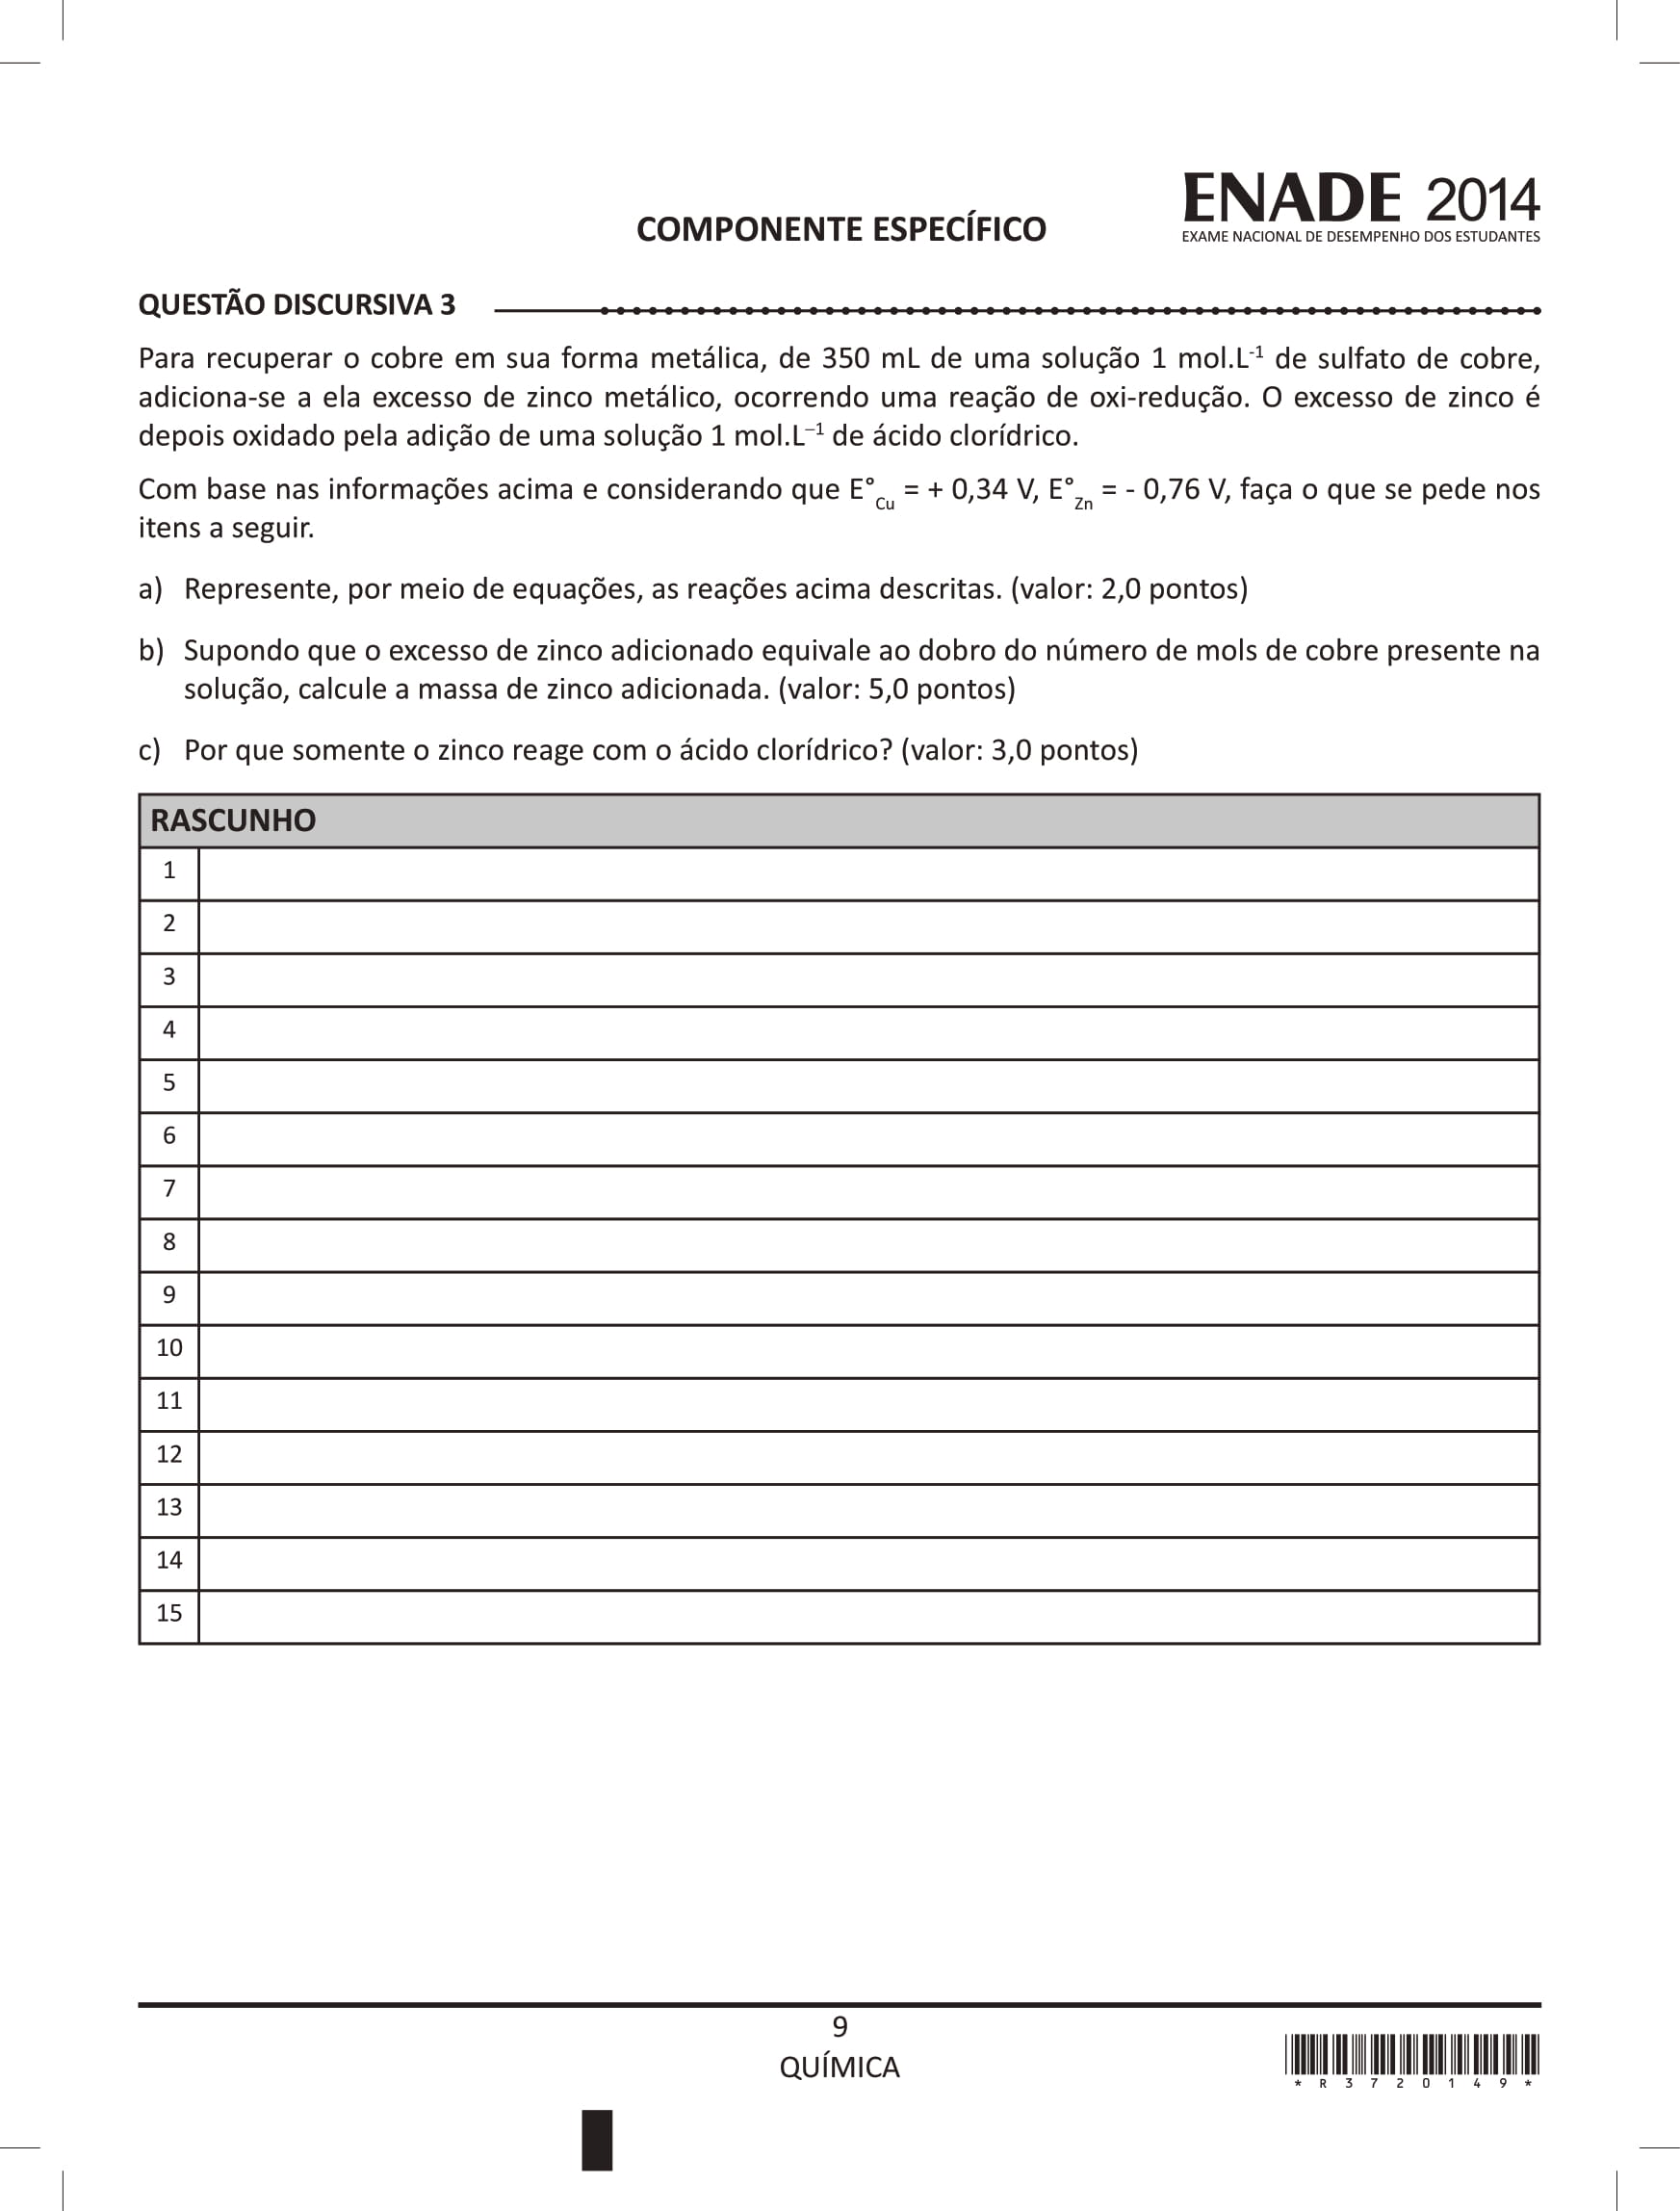 ENADE 2014
EXAME NACIONAL DE DESEMPENHO DOS ESTUDANTES
COMPONENTE ESPECÍFICO
QUESTÃO DISCURSIVA 3
Para recuperar o cobre em sua forma metálica, de 350 mL de uma solução 1 mol.L⁻¹ de sulfato de cobre,
adiciona-se a ela excesso de zinco metálico, ocorrendo uma reação de oxi-redução. O excesso de zinco é
depois oxidado pela adição de uma solução 1 mol.L⁻¹ de ácido clorídrico.
Com base nas informações acima e considerando que E°Cu = + 0,34 V, E°Zn = - 0,76 V, faça o que se pede nos
itens a seguir.
a) Represente, por meio de equações, as reações acima descritas. (valor: 2,0 pontos)
b) Supondo que o excesso de zinco adicionado equivale ao dobro do número de mols de cobre presente na
solução, calcule a massa de zinco adicionada. (valor: 5,0 pontos)
c) Por que somente o zinco reage com o ácido clorídrico? (valor: 3,0 pontos)
RASCUNHO
1
2
3
4
5
6
7
8
9
10
11
12
13
14
15
9
QUÍMICA
* R 3 7 2 0 1 4 9 *